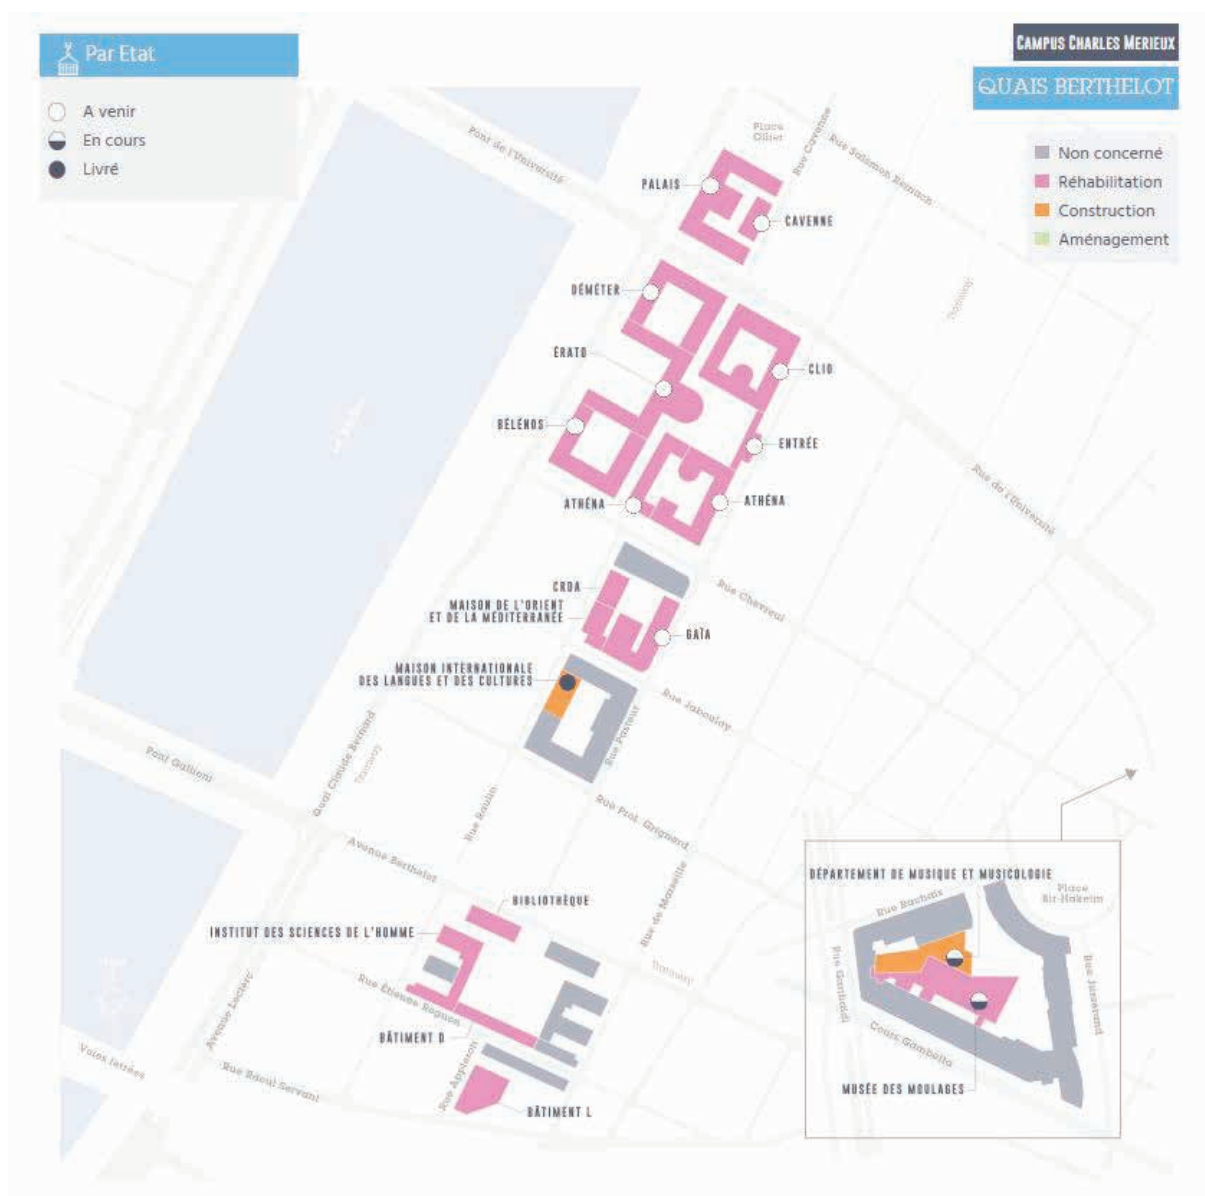 Par Etat
A venir
En cours
Livré
CAMPUS CHARLES MERIEUX
QUAIS BERTHELOT
Non concerné
Réhabilitation
Construction
Aménagement
Place
Ollier
Rue Cavenne
Rue Salomon Reinach
Pont de l'Université
PALAIS
CAVENNE
Tramway
DÉMÉTER
ÉRATO
CLIO
BÉLÉNOS
ENTRÉE
ATHÉNA
ATHÉNA
Rue de l'Université
CRDA
MAISON DE L'ORIENT
ET DE LA MÉDITERRANÉE
Rue Chevreul
GAÏA
MAISON INTERNATIONALE
DES LANGUES ET DES CULTURES
Rue Jaboulay
Rue Pasteur
Quai Claude Bernard
Tramway
Pont Gallieni
Rue Raulin
Rue Prof. Grignard
Avenue Berthelot
Rue de Marseille
BIBLIOTHÈQUE
INSTITUT DES SCIENCES DE L'HOMME
Tramway
Rue Étienne Rognon
Avenue Leclerc
BÂTIMENT D
Voies ferrées
Rue Raoul Servant
Rue Appleton
BÂTIMENT L
DÉPARTEMENT DE MUSIQUE ET MUSICOLOGIE
Place
Bir-Hakeim
Rue Rachais
Rue Garibaldi
Rue Jusserand
Cours Gambetta
MUSÉE DES MOULAGES